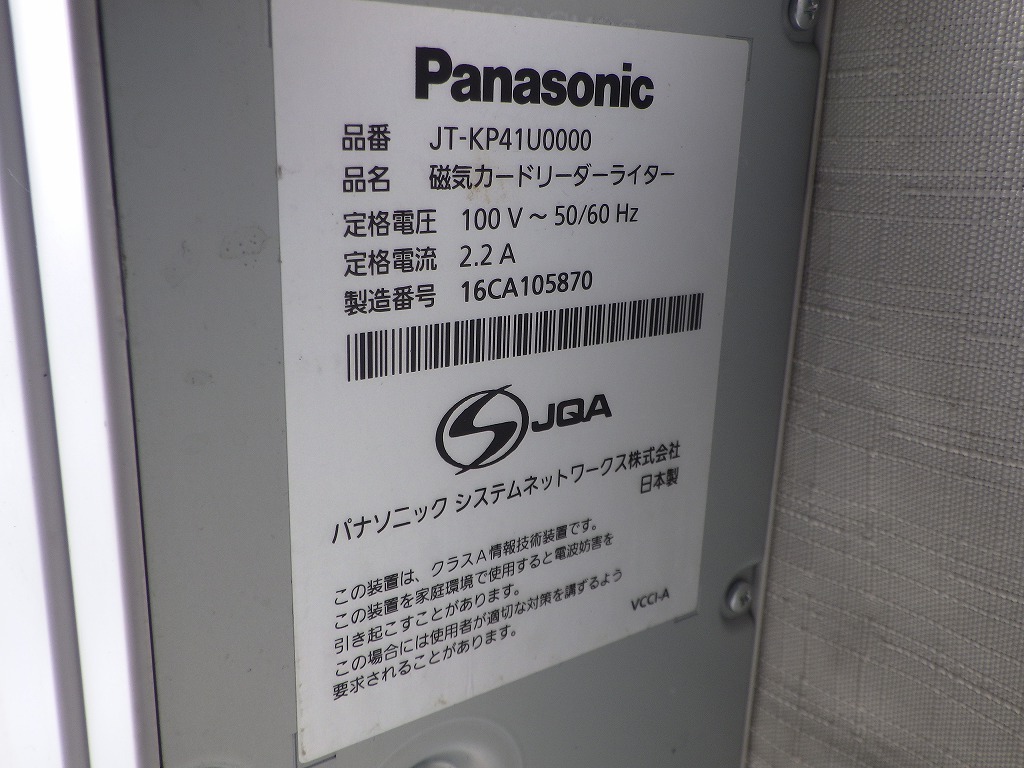 Panasonic
品番 JT-KP41U0000
品名 磁気カードリーダーライター
定格電圧 100 V ～ 50/60 Hz
定格電流 2.2 A
製造番号 16CA105870
JQA
パナソニック システムネットワークス株式会社
日本製
この装置は、クラスA情報技術装置です。
この装置を家庭環境で使用すると電波妨害を
引き起こすことがあります。
この場合には使用者が適切な対策を講ずるよう
要求されることがあります。
VCCI-A